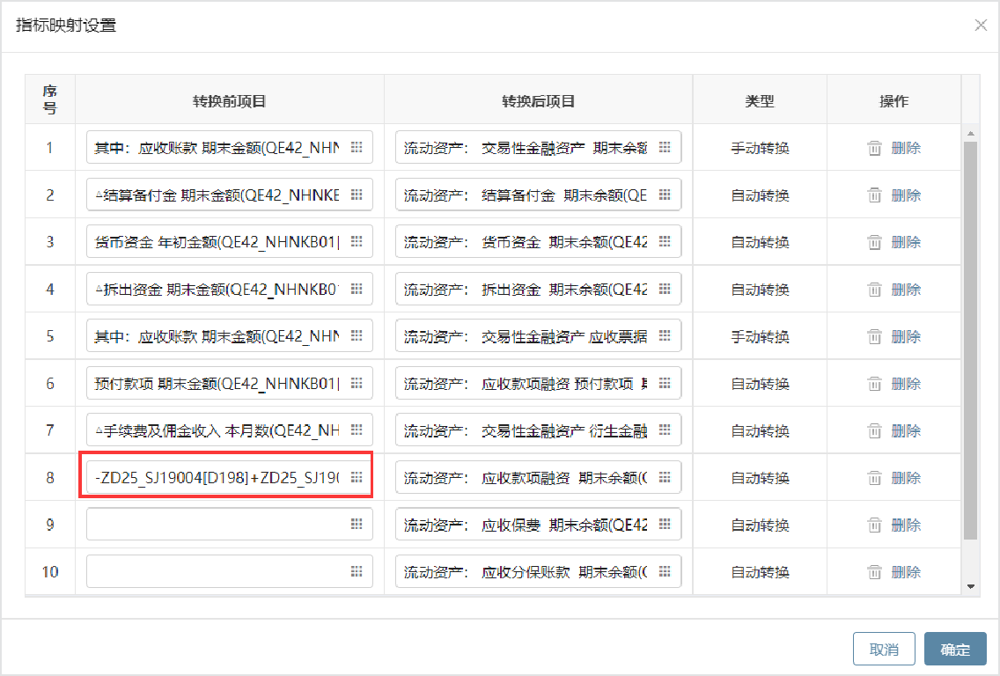 指标映射设置
序号 转换前项目 转换后项目 类型 操作
1 其中：应收账款 期末金额(QE42_NHN 流动资产： 交易性金融资产 期末余额 手动转换 删除
2 △结算备付金 期末金额(QE42_NHNKE 流动资产： 结算备付金 期末余额(QE 自动转换 删除
3 货币资金 年初金额(QE42_NHNKB01[ 流动资产： 货币资金 期末余额(QE42 自动转换 删除
4 △拆出资金 期末金额(QE42_NHNKB0 流动资产： 拆出资金 期末余额(QE42 自动转换 删除
5 其中：应收账款 期末金额(QE42_NHN 流动资产： 交易性金融资产 应收票据 手动转换 删除
6 预付款项 期末金额(QE42_NHNKB01[ 流动资产： 应收款项融资 预付款项 自动转换 删除
7 △手续费及佣金收入 本月数(QE42_NH 流动资产： 交易性金融资产 衍生金融 自动转换 删除
8 -ZD25_SJ19004[D198]+ZD25_SJ190 流动资产： 应收款项融资 期末余额( 自动转换 删除
9 流动资产： 应收保费 期末余额(QE42 自动转换 删除
10 流动资产： 应收分保账款 期末余额( 自动转换 删除
取消 确定